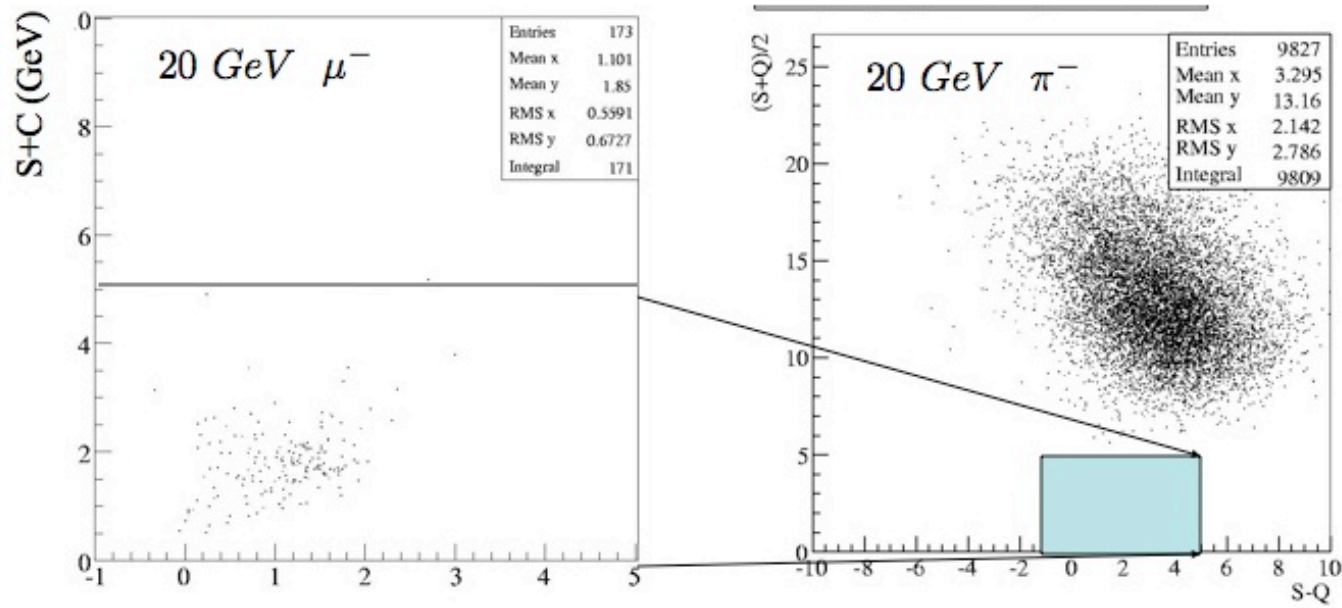 S+C (GeV)
20 GeV μ⁻
Entries 173
Mean x 1.101
Mean y 1.85
RMS x 0.5591
RMS y 0.6727
Integral 171
0
8
6
4
2
0
-1 0 1 2 3 4 5
(S+Q)/2
20 GeV π⁻
Entries 9827
Mean x 3.295
Mean y 13.16
RMS x 2.142
RMS y 2.786
Integral 9809
25
20
15
10
5
0
-10 -8 -6 -4 -2 0 2 4 6 8 10
S-Q